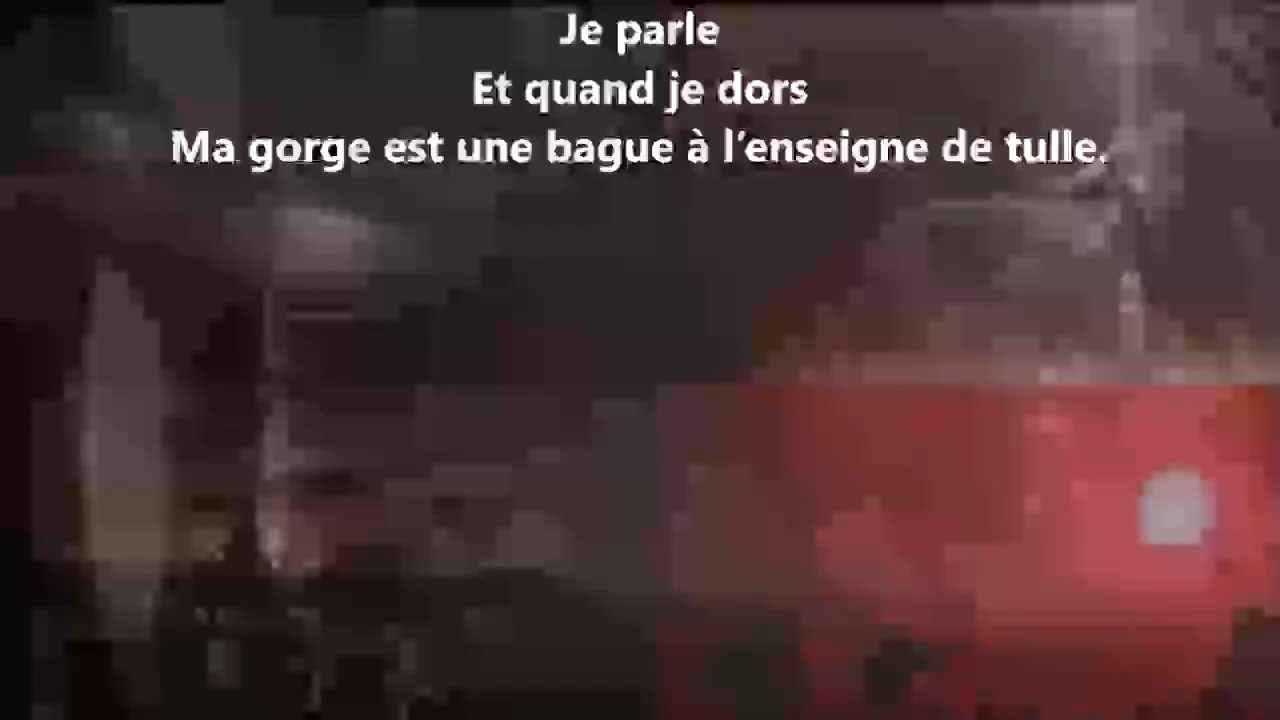 Je parle
Et quand je dors
Ma gorge est une bague à l’enseigne de tulle.